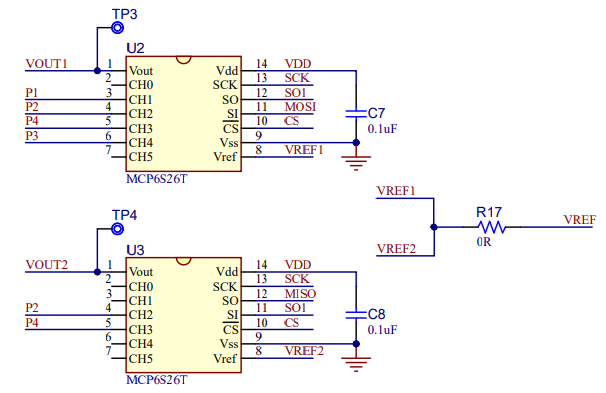 TP3
U2
VOUT1 1 Vout Vdd 14 VDD
2 CH0 SCK 13 SCK
P1 3 CH1 SO 12 SO1
P2 4 CH2 SI 11 MOSI
P4 5 CH3 CS 10 CS
P3 6 CH4 Vss 9
7 CH5 Vref 8 VREF1
MCP6S26T
C7
0.1uF
VREF1
R17
VREF
0R
VREF2
TP4
U3
VOUT2 1 Vout Vdd 14 VDD
2 CH0 SCK 13 SCK
3 CH1 SO 12 MISO
P2 4 CH2 SI 11 SO1
P4 5 CH3 CS 10 CS
6 CH4 Vss 9
7 CH5 Vref 8 VREF2
MCP6S26T
C8
0.1uF